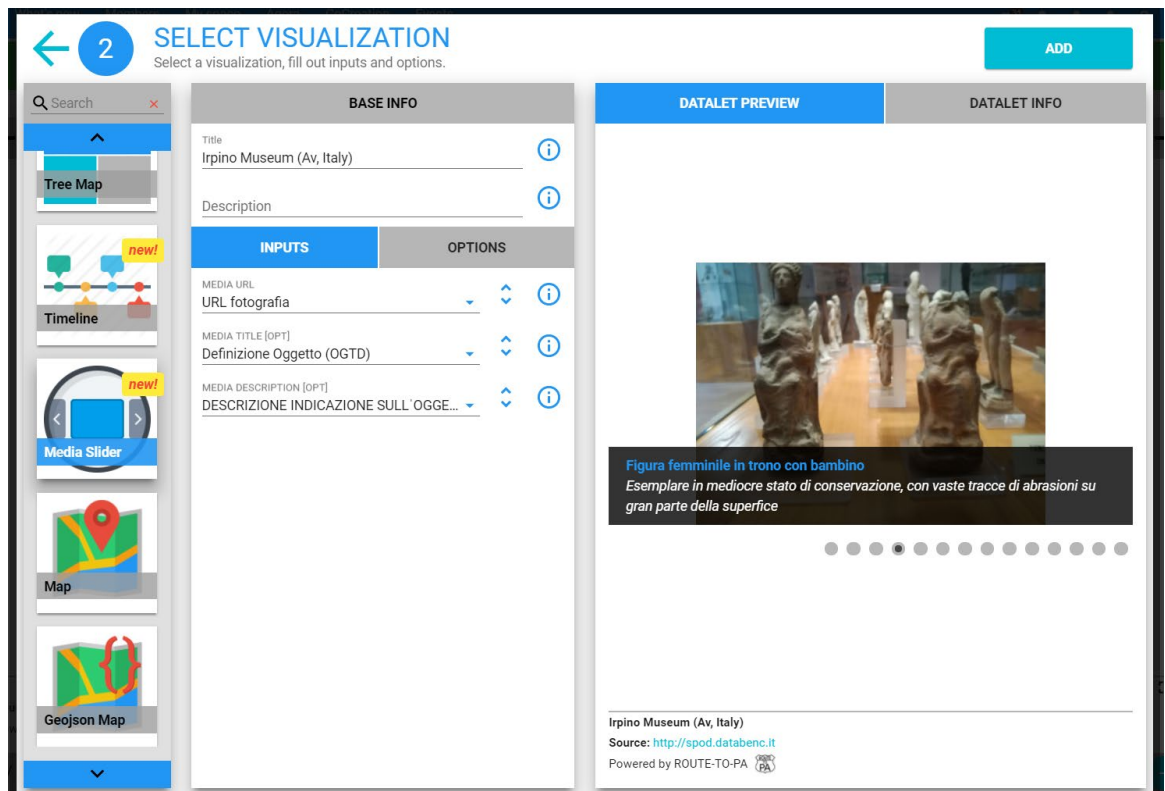 2
SELECT VISUALIZATION
Select a visualization, fill out inputs and options.
ADD
Search
Tree Map
new!
Timeline
new!
Media Slider
Map
Geojson Map
BASE INFO
Title
Irpino Museum (Av, Italy)
Description
INPUTS
OPTIONS
MEDIA URL
URL fotografia
MEDIA TITLE [OPT]
Definizione Oggetto (OGTD)
MEDIA DESCRIPTION [OPT]
DESCRIZIONE INDICAZIONE SULL'OGGE...
DATALET PREVIEW
DATALET INFO
Figura femminile in trono con bambino
Esemplare in mediocre stato di conservazione, con vaste tracce di abrasioni su
gran parte della superfice
Irpino Museum (Av, Italy)
Source: http://spod.databenc.it
Powered by ROUTE-TO-PA